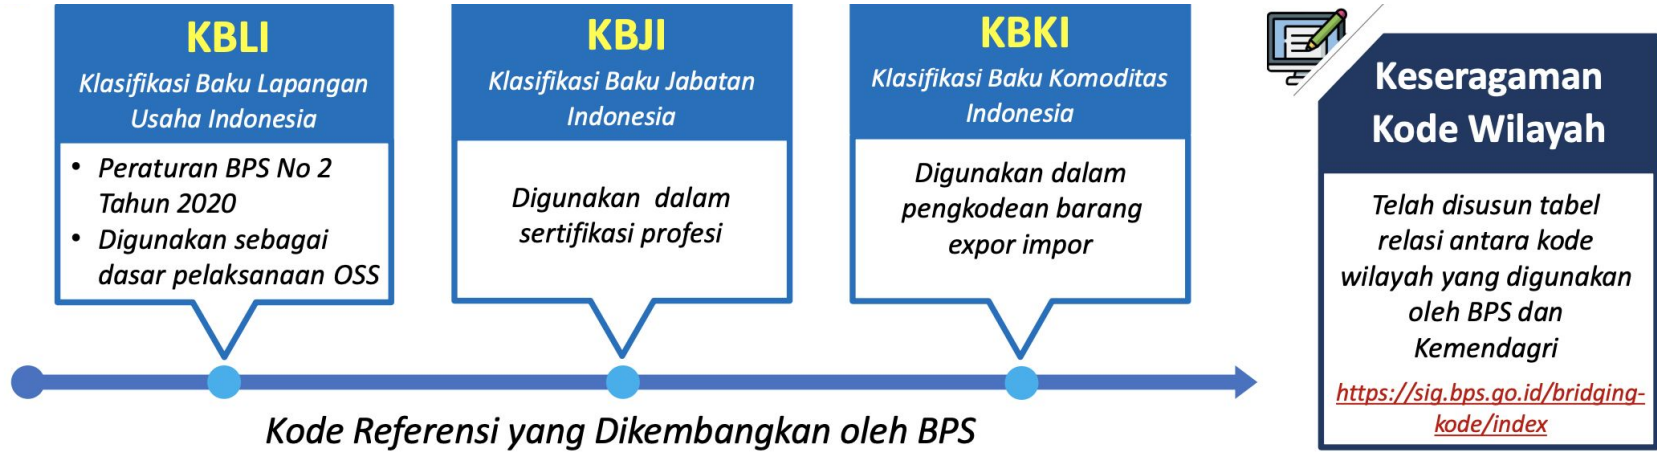 KBLI
Klasifikasi Baku Lapangan
Usaha Indonesia
• Peraturan BPS No 2
Tahun 2020
• Digunakan sebagai
dasar pelaksanaan OSS
KBJI
Klasifikasi Baku Jabatan
Indonesia
Digunakan dalam
sertifikasi profesi
KBKI
Klasifikasi Baku Komoditas
Indonesia
Digunakan dalam
pengkodean barang
expor impor
Kode Referensi yang Dikembangkan oleh BPS
Keseragaman
Kode Wilayah
Telah disusun tabel
relasi antara kode
wilayah yang digunakan
oleh BPS dan
Kemendagri
https://sig.bps.go.id/bridging-
kode/index